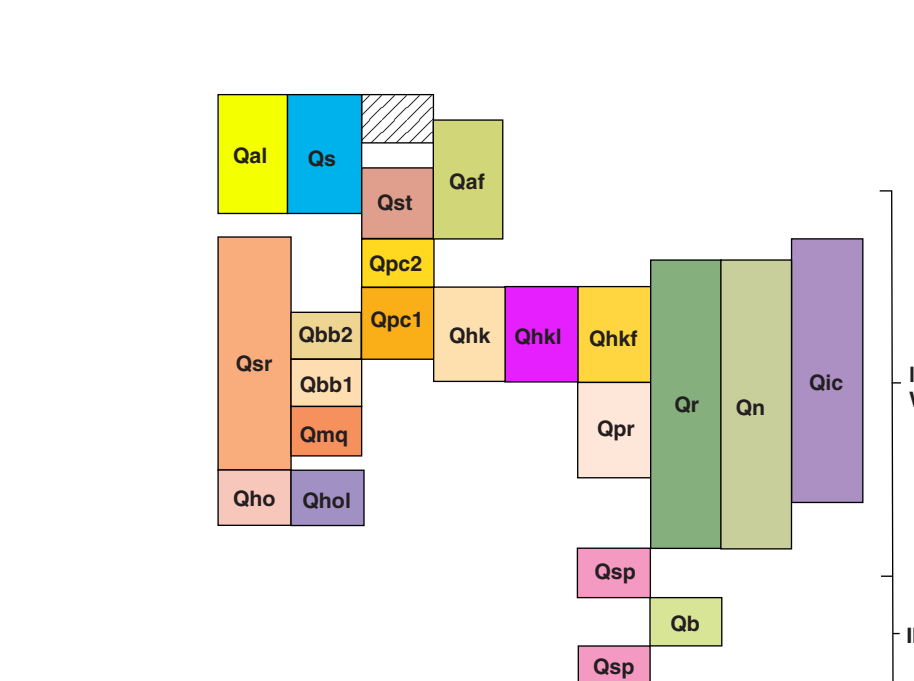 Qal
Qs
Qaf
Qst
Qpc2
Qpc1
Qbb2
Qhk
Qhkl
Qhkf
Qsr
Qbb1
Qic
Qr
Qn
Qmq
Qpr
Qho
Qhol
Qsp
Qb
Qsp